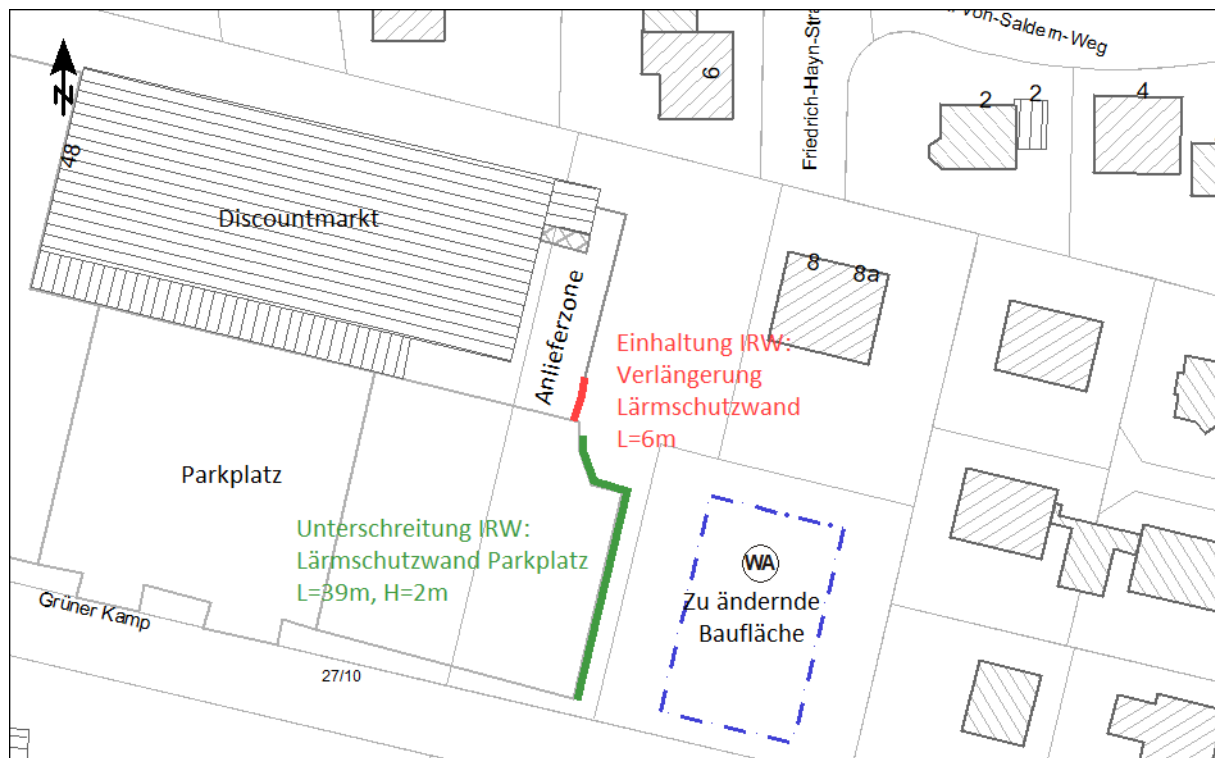 Von-Saldern-Weg
Friedrich-Hayn-Stra
6
2
2
4
N
48
Discountmarkt
8
8a
Anlieferzone
Einhaltung IRW:
Verlängerung
Lärmschutzwand
L=6m
Parkplatz
Unterschreitung IRW:
Lärmschutzwand Parkplatz
L=39m, H=2m
WA
Zu ändernde
Baufläche
Grüner Kamp
27/10